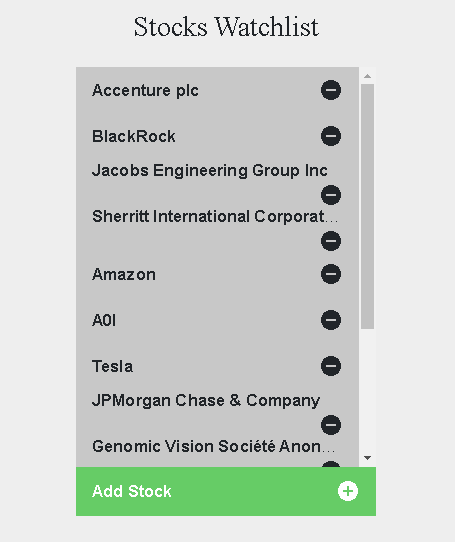 Stocks Watchlist
Accenture plc
BlackRock
Jacobs Engineering Group Inc
Sherritt International Corporat...
Amazon
A0I
Tesla
JPMorgan Chase & Company
Genomic Vision Société Anon...
Add Stock